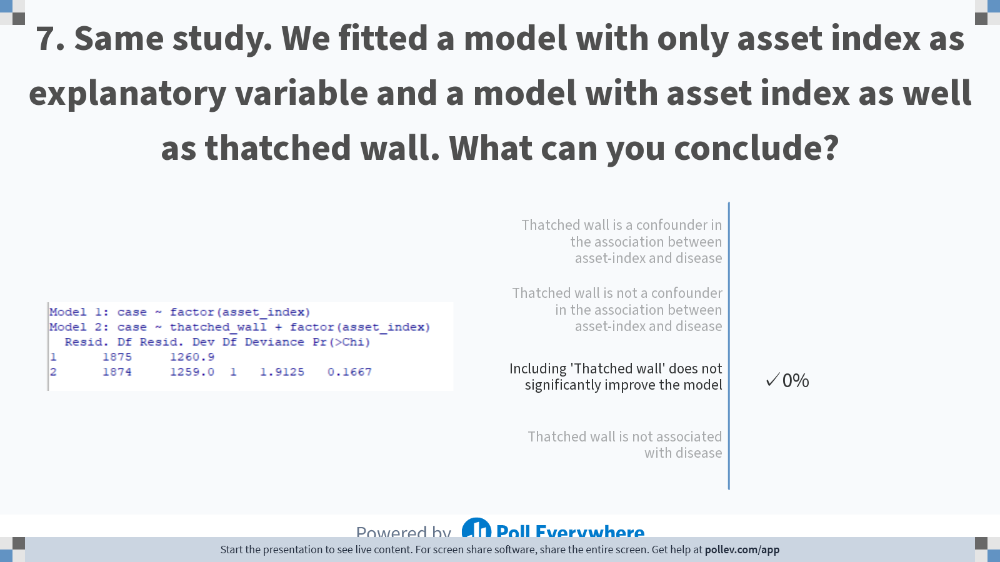 7. Same study. We fitted a model with only asset index as
explanatory variable and a model with asset index as well
as thatched wall. What can you conclude?
Model 1: case ~ factor(asset_index)
Model 2: case ~ thatched_wall + factor(asset_index)
Resid. Df Resid. Dev Df Deviance Pr(>Chi)
1 1875 1260.9
2 1874 1259.0 1 1.9125 0.1667
Thatched wall is a confounder in
the association between
asset-index and disease
Thatched wall is not a confounder
in the association between
asset-index and disease
Including 'Thatched wall' does not
significantly improve the model
✓0%
Thatched wall is not associated
with disease
Powered by Poll Everywhere
Start the presentation to see live content. For screen share software, share the entire screen. Get help at pollev.com/app